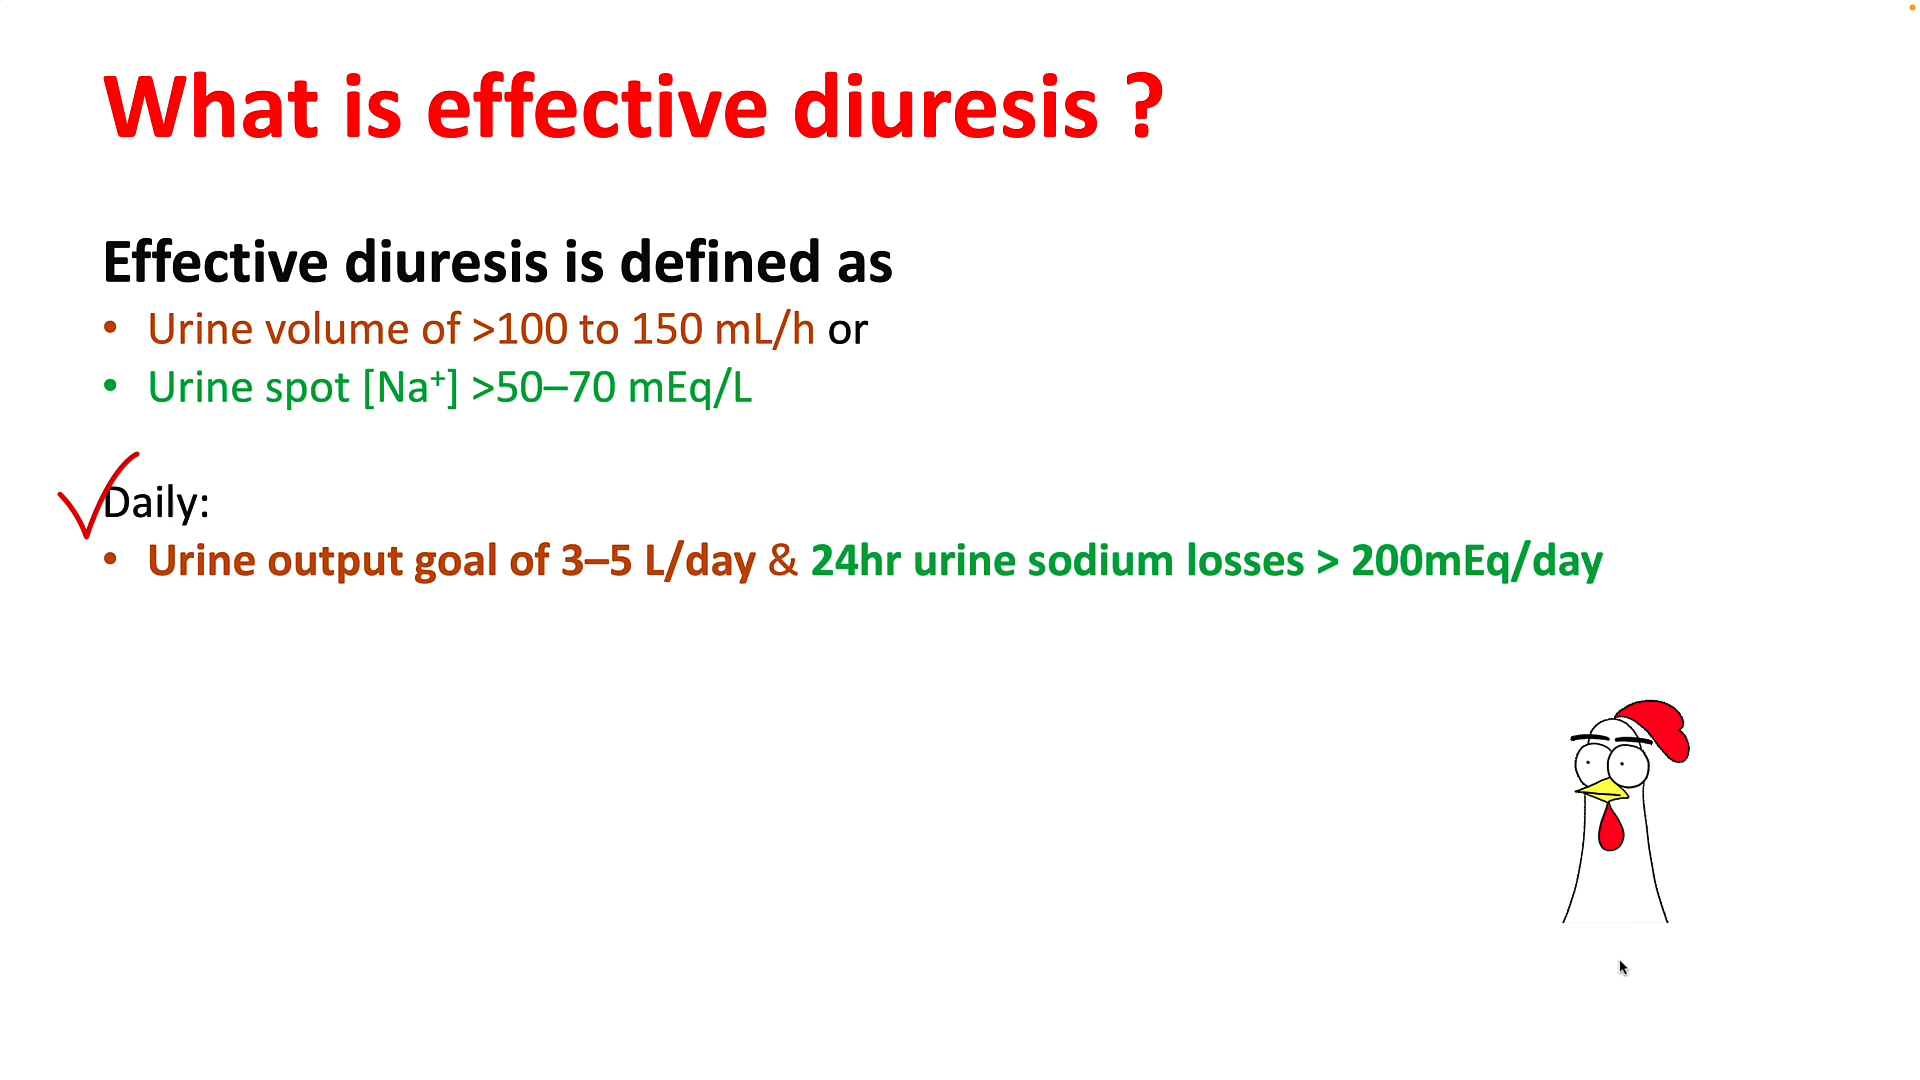 What is effective diuresis ?
Effective diuresis is defined as
• Urine volume of >100 to 150 mL/h or
• Urine spot [Na⁺] >50–70 mEq/L
Daily:
• Urine output goal of 3–5 L/day & 24hr urine sodium losses > 200mEq/day